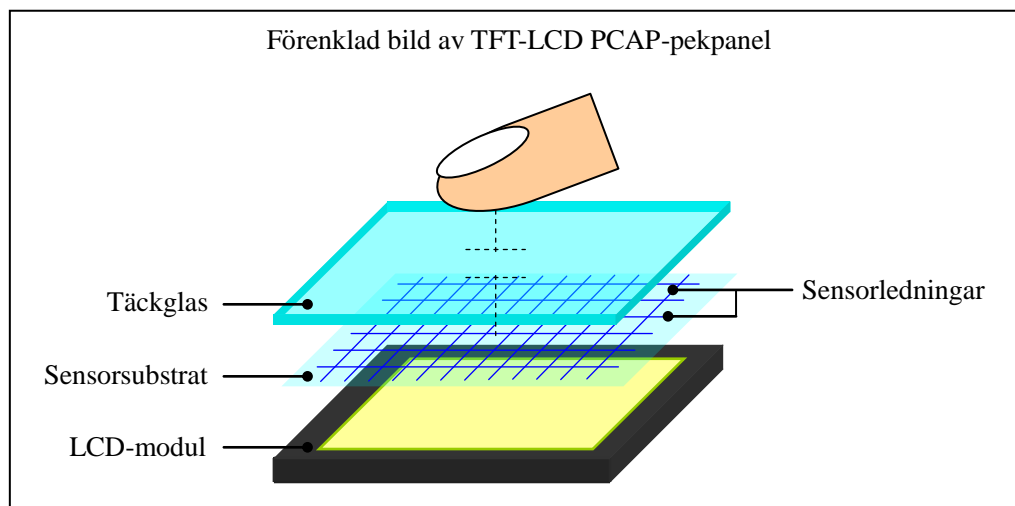 Förenklad bild av TFT-LCD PCAP-pekpanel
Täckglas
Sensorledningar
Sensorsubstrat
LCD-modul